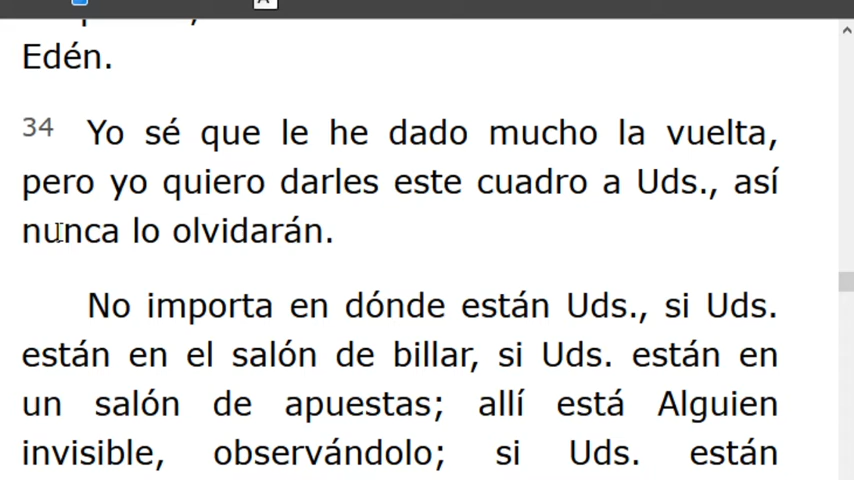 Edén.
34 Yo sé que le he dado mucho la vuelta,
pero yo quiero darles este cuadro a Uds., así
nunca lo olvidarán.
No importa en dónde están Uds., si Uds.
están en el salón de billar, si Uds. están en
un salón de apuestas; allí está Alguien
invisible, observándolo; si Uds. están